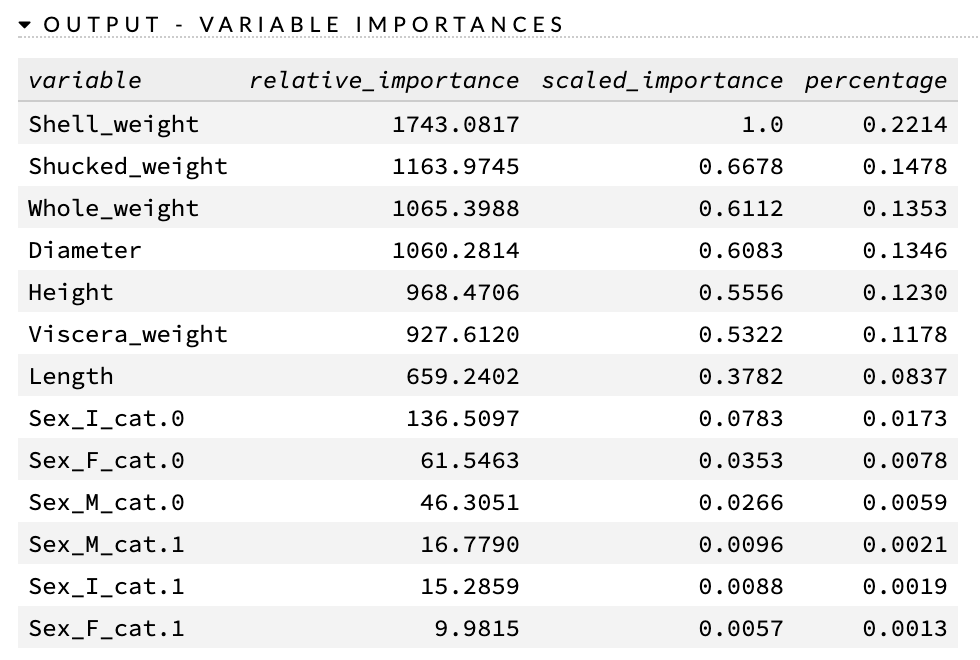 OUTPUT - VARIABLE IMPORTANCES
variable relative_importance scaled_importance percentage
Shell_weight 1743.0817 1.0 0.2214
Shucked_weight 1163.9745 0.6678 0.1478
Whole_weight 1065.3988 0.6112 0.1353
Diameter 1060.2814 0.6083 0.1346
Height 968.4706 0.5556 0.1230
Viscera_weight 927.6120 0.5322 0.1178
Length 659.2402 0.3782 0.0837
Sex_I_cat.0 136.5097 0.0783 0.0173
Sex_F_cat.0 61.5463 0.0353 0.0078
Sex_M_cat.0 46.3051 0.0266 0.0059
Sex_M_cat.1 16.7790 0.0096 0.0021
Sex_I_cat.1 15.2859 0.0088 0.0019
Sex_F_cat.1 9.9815 0.0057 0.0013